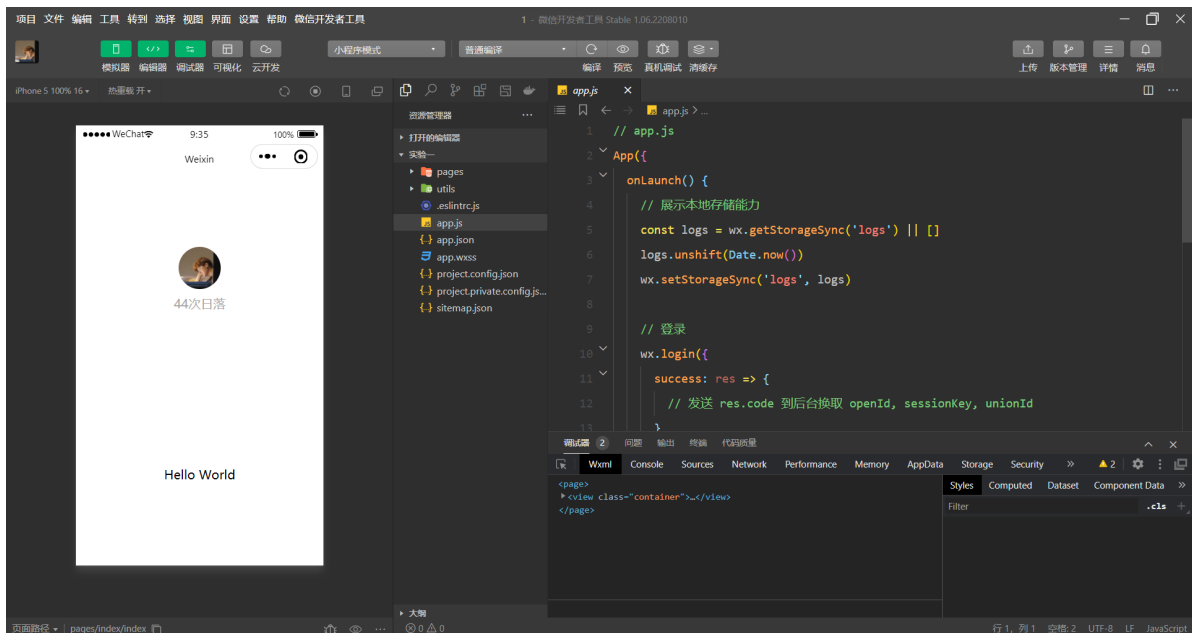 项目 文件 编辑 工具 转到 选择 视图 界面 设置 帮助 微信开发者工具
1 - 微信开发者工具 Stable 1.06.2208010
模拟器 编辑器 调试器 可视化 云开发
小程序模式
普通编译
编译 预览 真机调试 清缓存
上传 版本管理 详情 消息
iPhone 5 100% 16
热重载 开
WeChat
9:35
100%
Weixin
44次日落
Hello World
页面路径
pages/index/index
资源管理器
打开的编辑器
实验一
pages
utils
.eslintrc.js
app.js
app.json
app.wxss
project.config.json
project.private.config.js...
sitemap.json
大纲
0 0
app.js
app.js > ...
1 // app.js
2 App({
3 onLaunch() {
4 // 展示本地存储能力
5 const logs = wx.getStorageSync('logs') || []
6 logs.unshift(Date.now())
7 wx.setStorageSync('logs', logs)
8
9 // 登录
10 wx.login({
11 success: res => {
12 // 发送 res.code 到后台换取 openId, sessionKey, unionId
13 }
调试器 2 问题 输出 终端 代码质量
Wxml Console Sources Network Performance Memory AppData Storage Security » 2
<page>
<view class="container">…</view>
</page>
Styles Computed Dataset Component Data »
Filter
.cls +
行 1，列 1 空格: 2 UTF-8 LF JavaScript